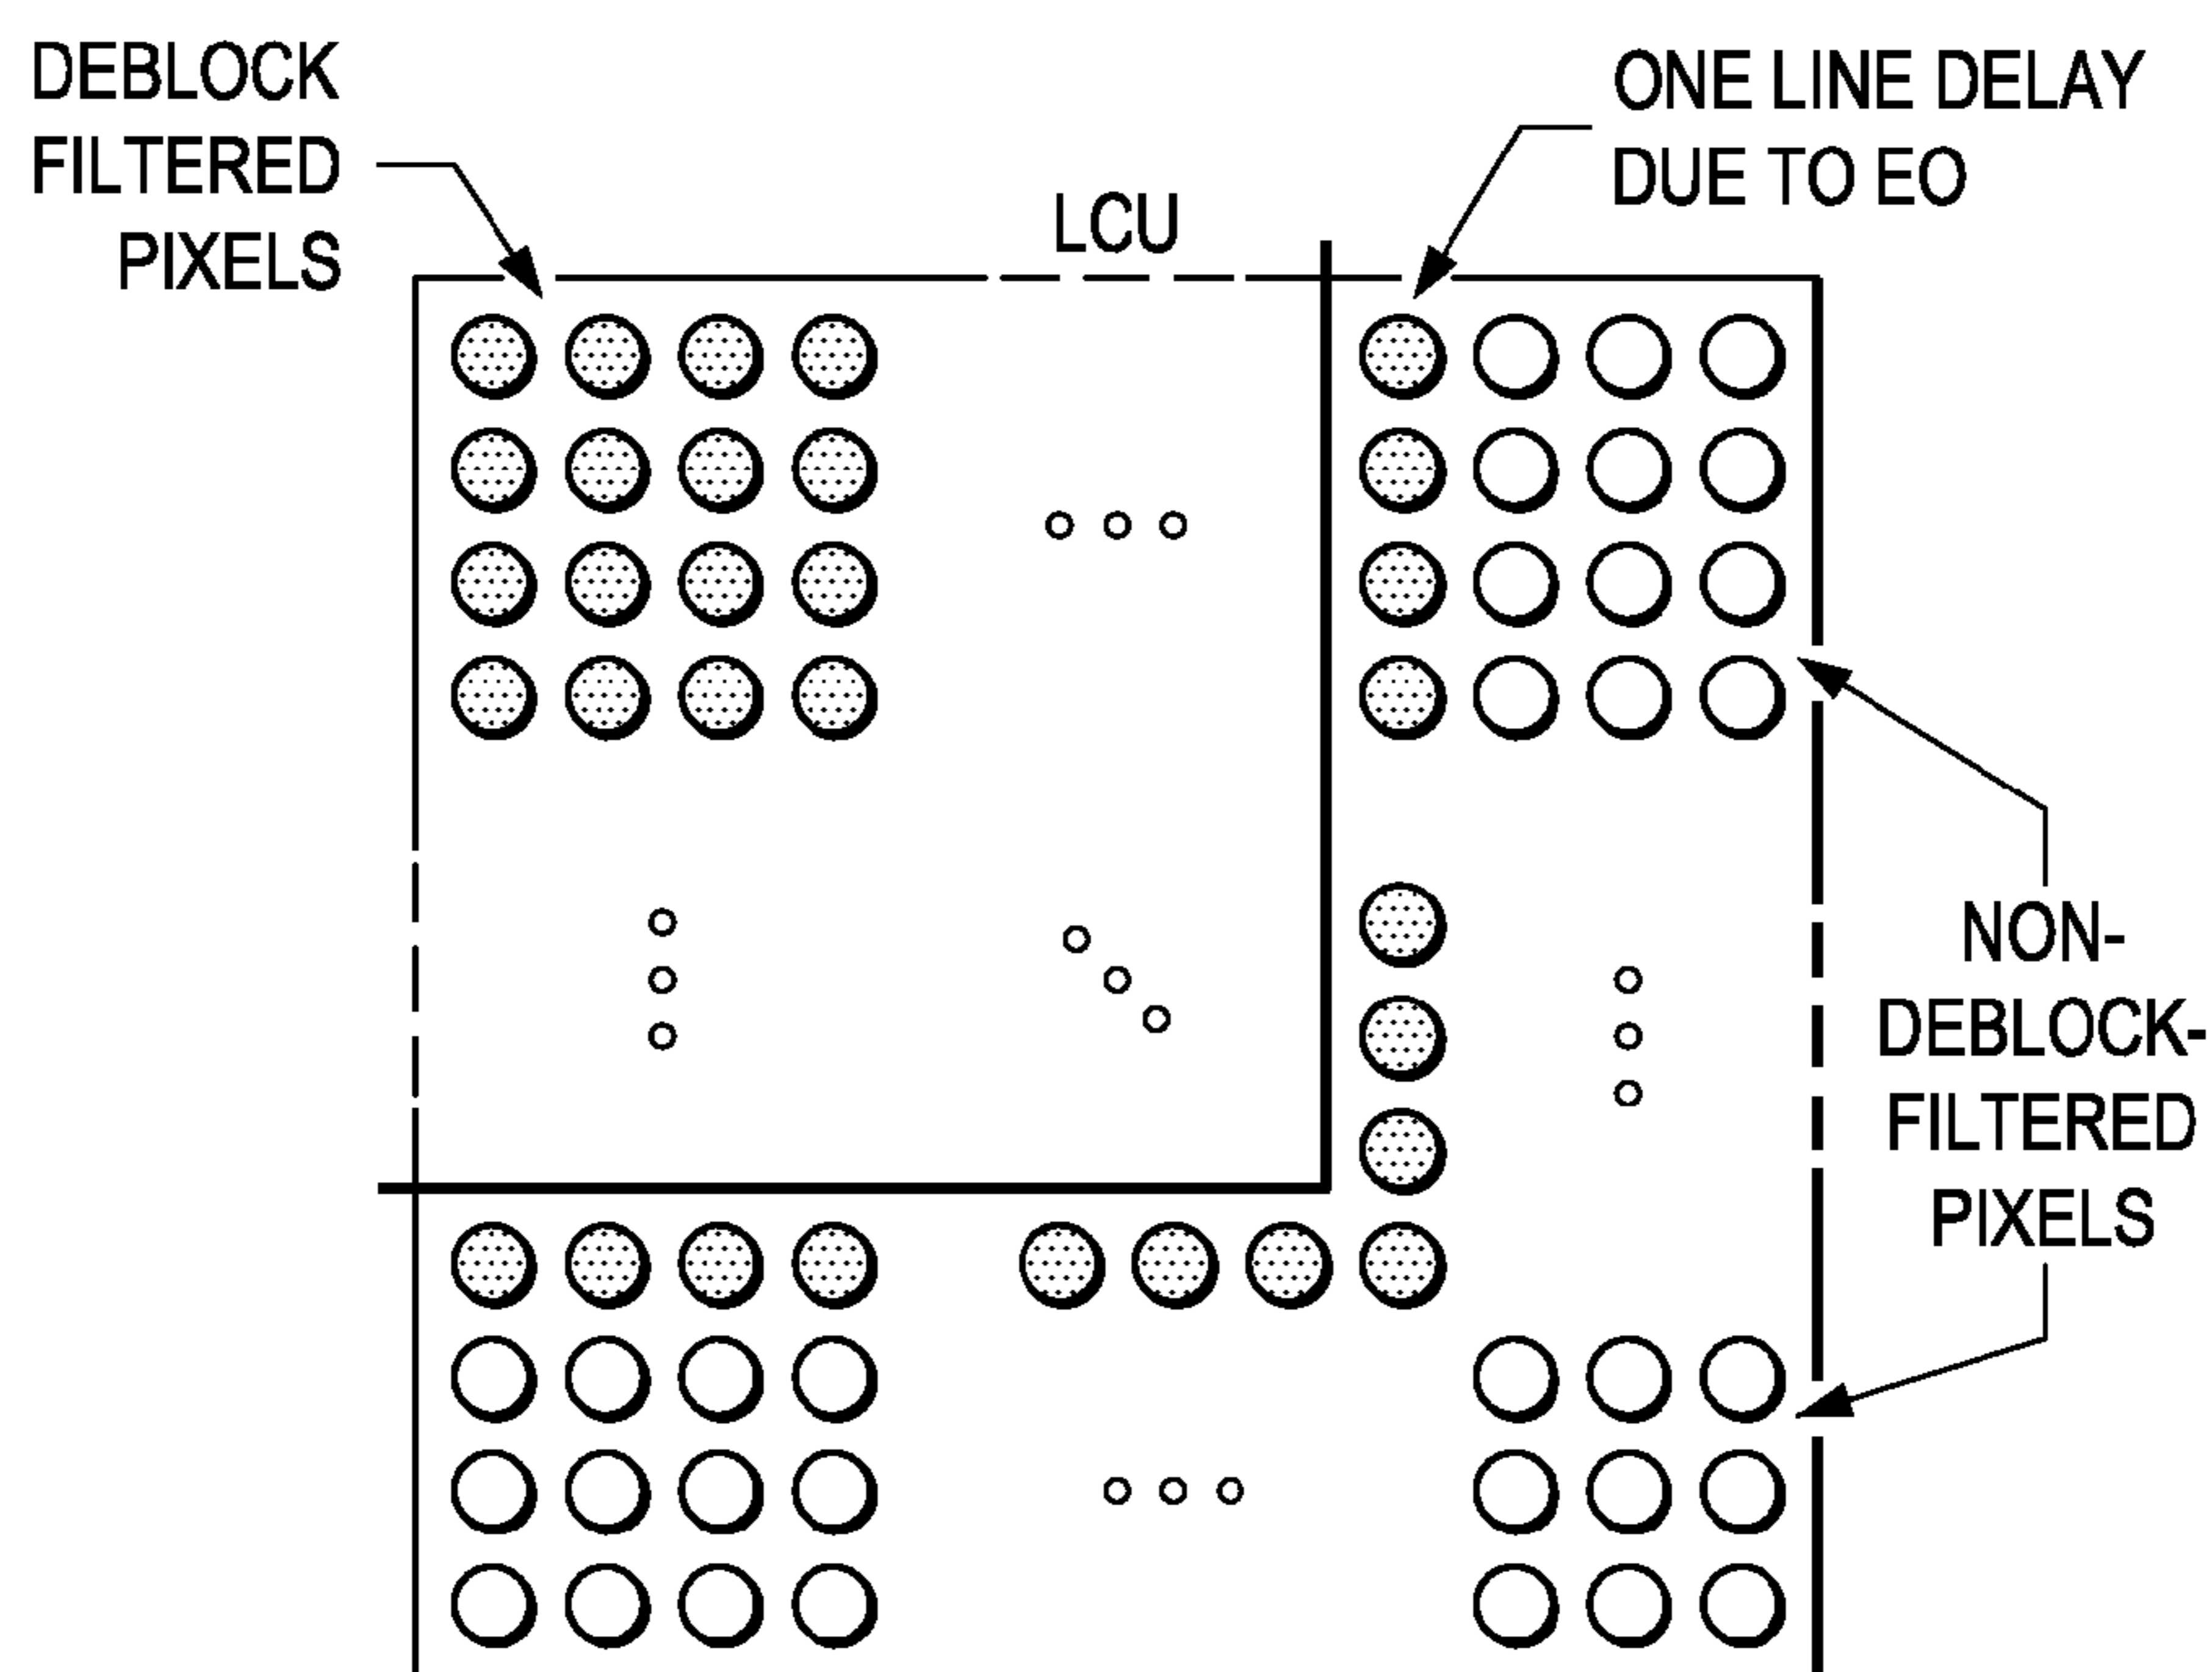 DEBLOCK
FILTERED
PIXELS
LCU
ONE LINE DELAY
DUE TO EO
NON-
DEBLOCK-
FILTERED
PIXELS